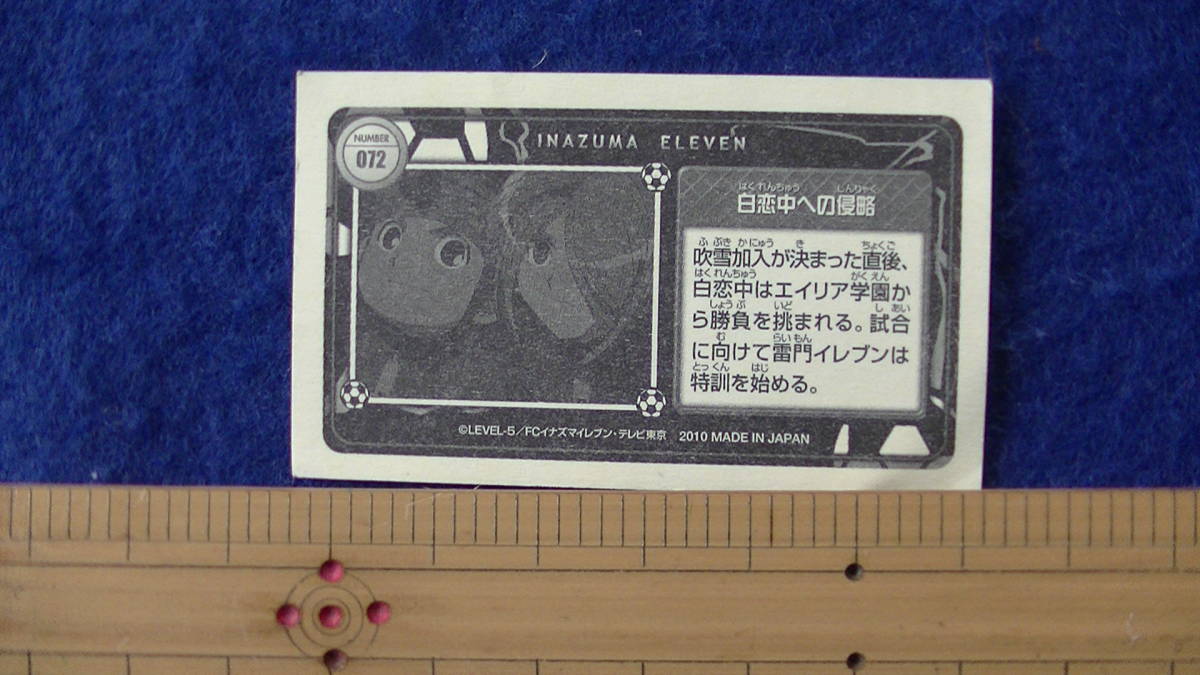 NUMBER
072
INAZUMA ELEVEN
はくれんちゅう しんりゃく
白恋中への侵略
ふぶき かにゅう き ちょくご
吹雪加入が決まった直後、
はくれんちゅう がくえん
白恋中はエイリア学園か
しょうぶ いど し あい
ら勝負を挑まれる。試合
む らいもん
に向けて雷門イレブンは
とっくん はじ
特訓を始める。
©LEVEL-5/FCイナズマイレブン・テレビ東京 2010 MADE IN JAPAN